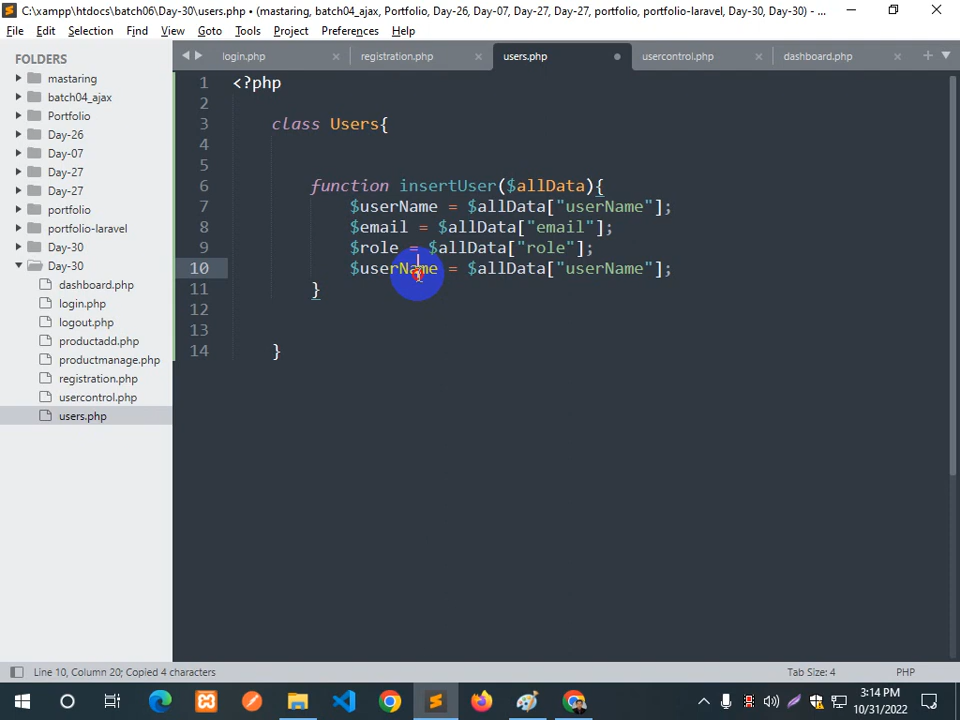 C:\xampp\htdocs\batch06\Day-30\users.php • (mastaring, batch04_ajax, Portfolio, Day-26, Day-07, Day-27, Day-27, portfolio, portfolio-laravel, Day-30, Day-30) - ...
File Edit Selection Find View Goto Tools Project Preferences Help
FOLDERS
mastaring
batch04_ajax
Portfolio
Day-26
Day-07
Day-27
Day-27
portfolio
portfolio-laravel
Day-30
Day-30
dashboard.php
login.php
logout.php
productadd.php
productmanage.php
registration.php
usercontrol.php
users.php
login.php registration.php users.php usercontrol.php dashboard.php
1 <?php
2
3 class Users{
4
5
6 function insertUser($allData){
7 $userName = $allData["userName"];
8 $email = $allData["email"];
9 $role = $allData["role"];
10 $userName = $allData["userName"];
11 }
12
13
14 }
Line 10, Column 20; Copied 4 characters Tab Size: 4 PHP
3:14 PM
10/31/2022